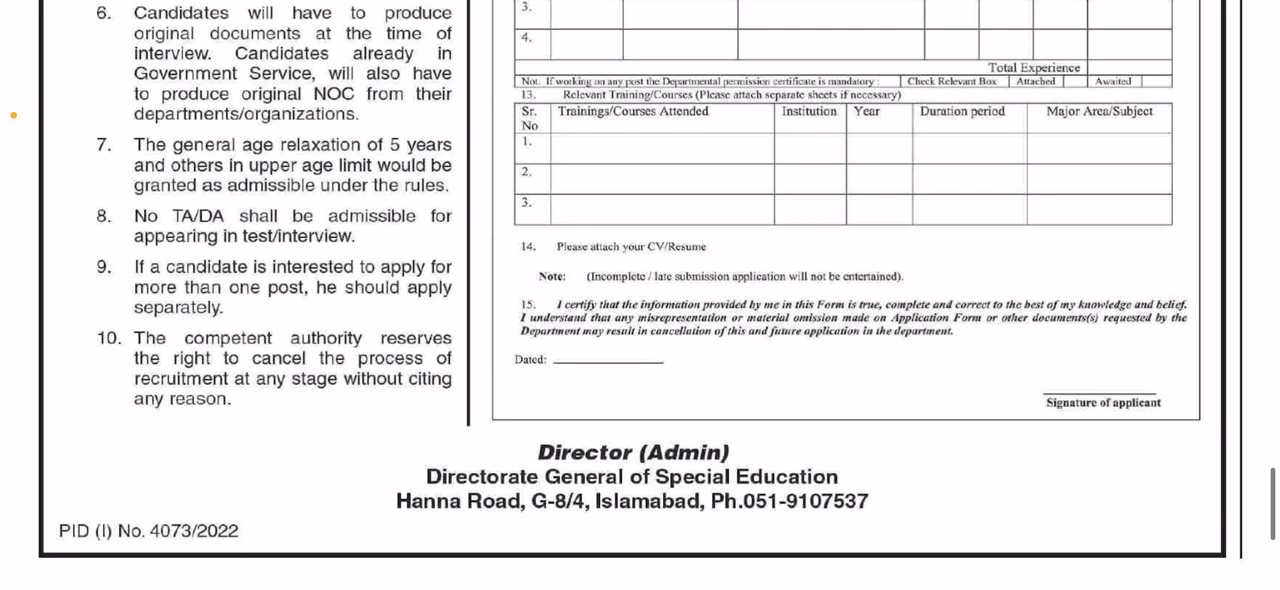 6. Candidates will have to produce
original documents at the time of
interview. Candidates already in
Government Service, will also have
to produce original NOC from their
departments/organizations.
7. The general age relaxation of 5 years
and others in upper age limit would be
granted as admissible under the rules.
8. No TA/DA shall be admissible for
appearing in test/interview.
9. If a candidate is interested to apply for
more than one post, he should apply
separately.
10. The competent authority reserves
the right to cancel the process of
recruitment at any stage without citing
any reason.
3.
4.
Total Experience
Not. If working on any post the Departmental permission certificate is mandatory : Check Relevant Box Attached Awaited
13. Relevant Training/Courses (Please attach separate sheets if necessary)
Sr. No Trainings/Courses Attended Institution Year Duration period Major Area/Subject
1.
2.
3.
14. Please attach your CV/Resume
Note: (Incomplete / late submission application will not be entertained).
15. I certify that the information provided by me in this Form is true, complete and correct to the best of my knowledge and belief.
I understand that any misrepresentation or material omission made on Application Form or other documents(s) requested by the
Department may result in cancellation of this and future application in the department.
Dated:
Signature of applicant
Director (Admin)
Directorate General of Special Education
Hanna Road, G-8/4, Islamabad, Ph.051-9107537
PID (I) No. 4073/2022